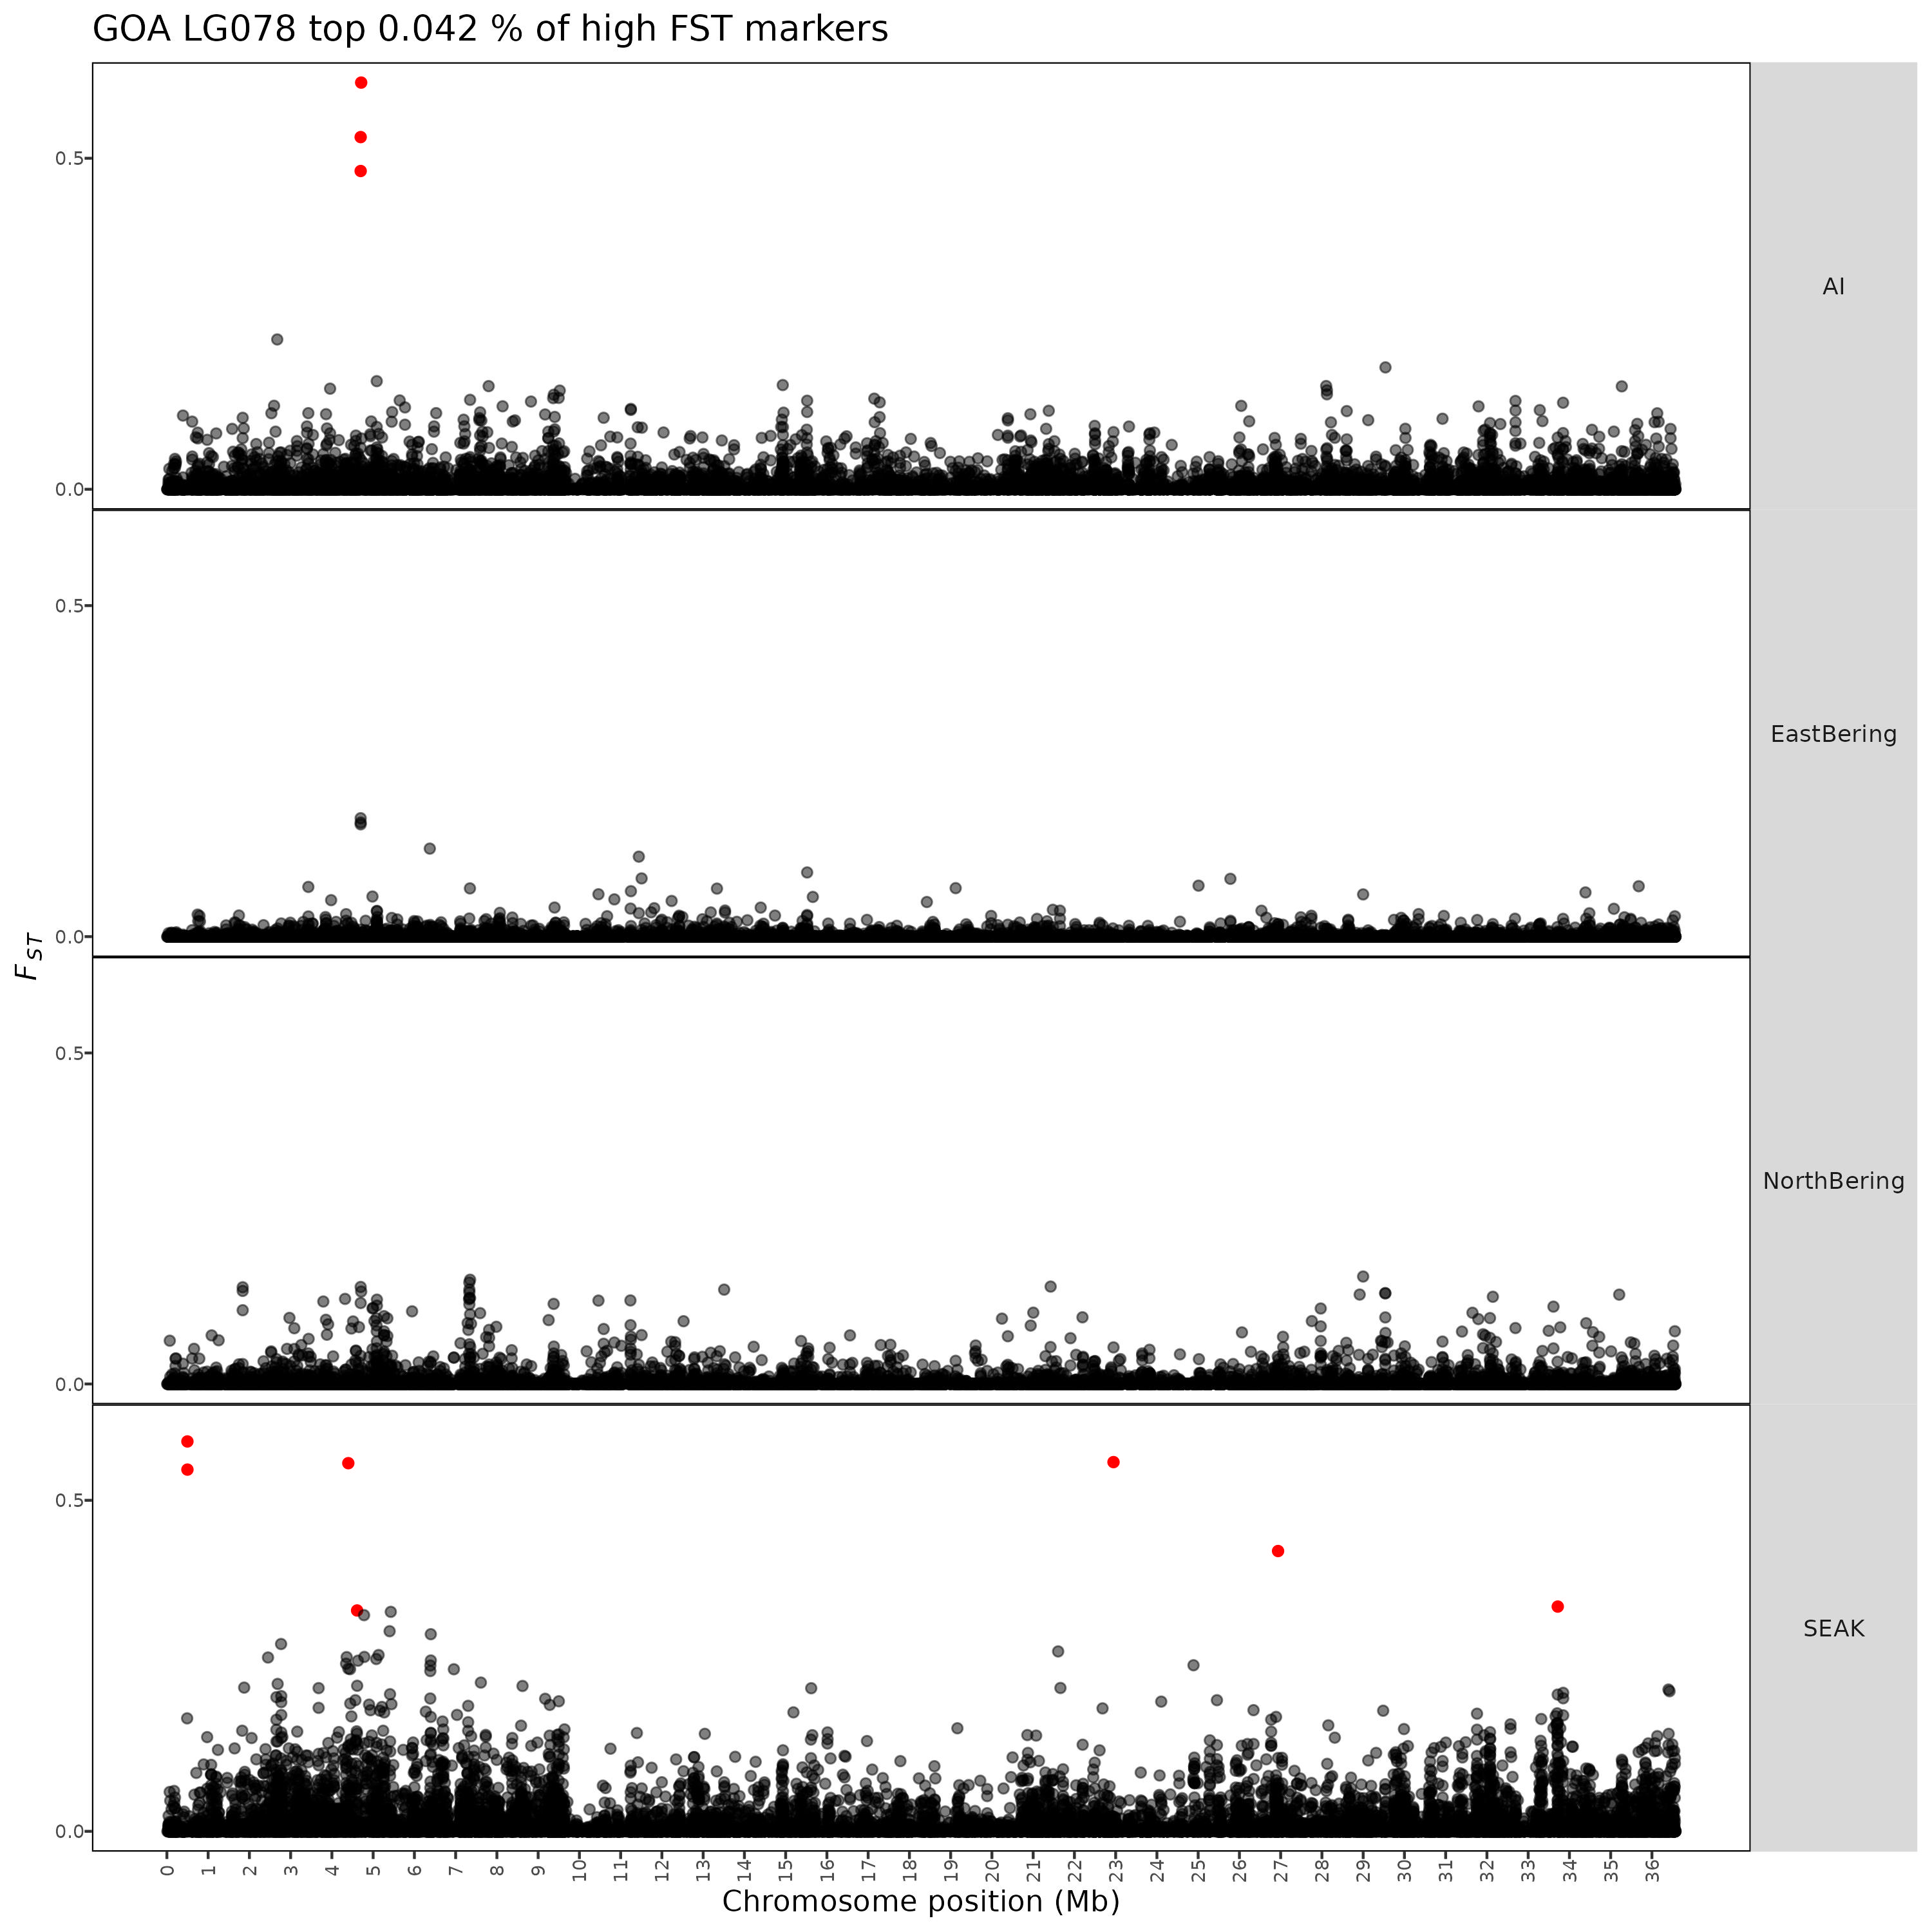 GOA LG078 top 0.042 % of high FST markers
0.5
0.0
AI
0.5
0.0
EastBering
FST
0.5
0.0
NorthBering
0.5
0.0
SEAK
0 1 2 3 4 5 6 7 8 9 10 11 12 13 14 15 16 17 18 19 20 21 22 23 24 25 26 27 28 29 30 31 32 33 34 35 36
Chromosome position (Mb)